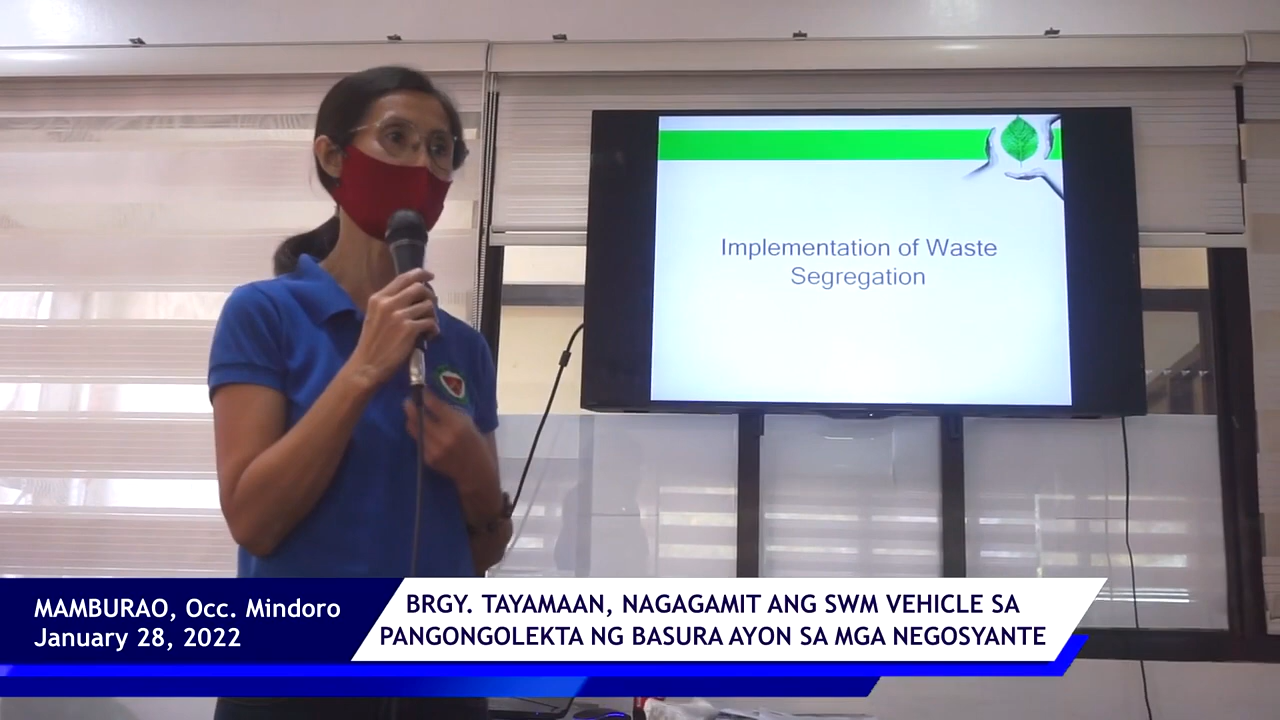 Implementation of Waste
Segregation
MAMBURAO, Occ. Mindoro
January 28, 2022
BRGY. TAYAMAAN, NAGAGAMIT ANG SWM VEHICLE SA
PANGONGOLEKTA NG BASURA AYON SA MGA NEGOSYANTE